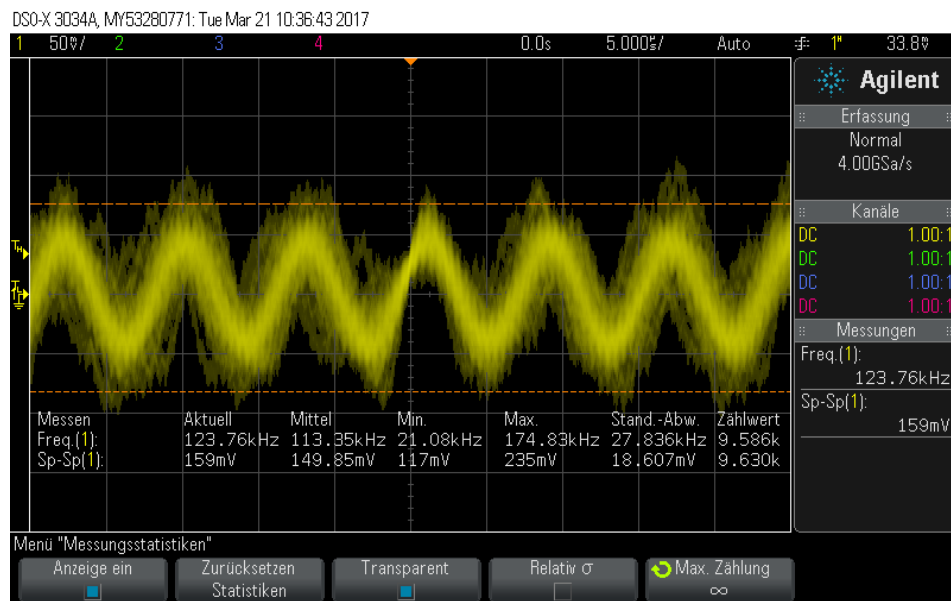 DSO-X 3034A, MY53280771: Tue Mar 21 10:36:43 2017
1 50mV/ 2 3 4 0.0s 5.000µs/ Auto 1 33.8mV
Agilent
Erfassung
Normal
4.00GSa/s
Kanäle
DC 1.00:1
DC 1.00:1
DC 1.00:1
DC 1.00:1
Messungen
Freq.(1):
123.76kHz
Sp-Sp(1):
159mV
Messen Aktuell Mittel Min. Max. Stand.-Abw. Zählwert
Freq.(1): 123.76kHz 113.35kHz 21.08kHz 174.83kHz 27.836kHz 9.586k
Sp-Sp(1): 159mV 149.85mV 117mV 235mV 18.607mV 9.630k
Menü "Messungsstatistiken"
Anzeige ein Zurücksetzen Statistiken Transparent Relativ σ Max. Zählung ∞